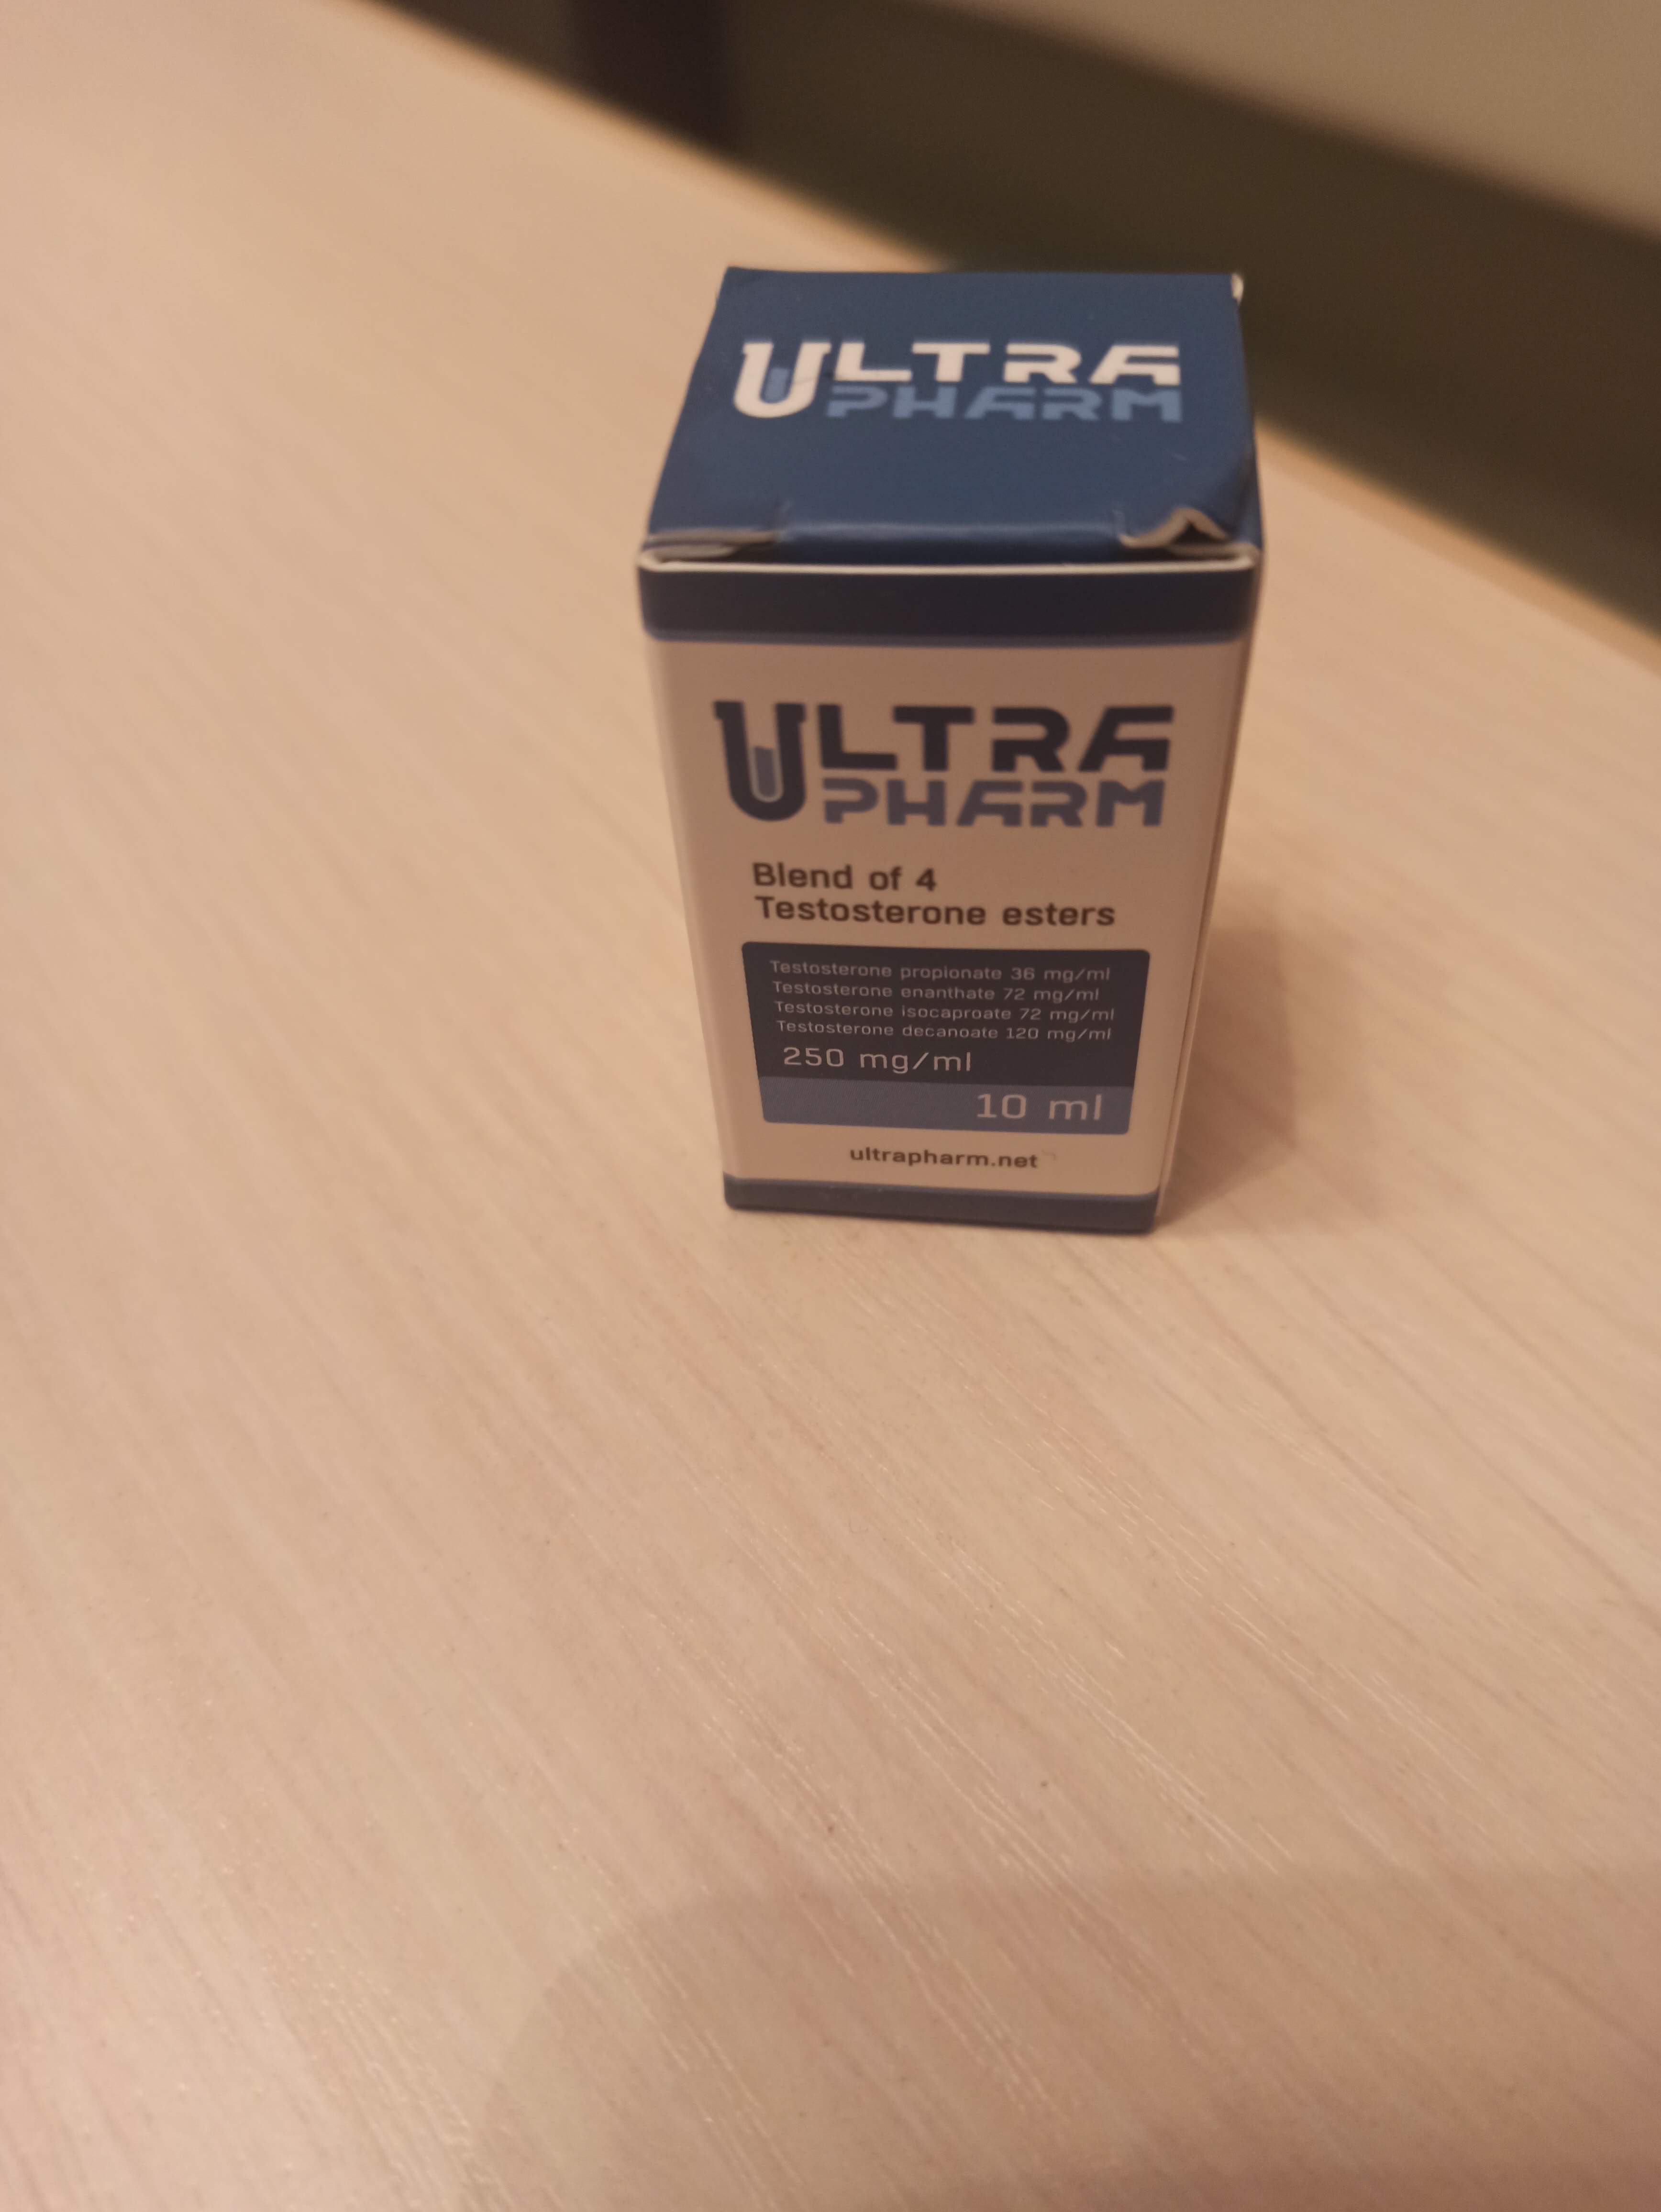 ULTRA
PHARM
ULTRA
PHARM
Blend of 4
Testosterone esters
Testosterone propionate 36 mg/ml
Testosterone enanthate 72 mg/ml
Testosterone isocaproate 72 mg/ml
Testosterone decanoate 120 mg/ml
250 mg/ml
10 ml
ultrapharm.net